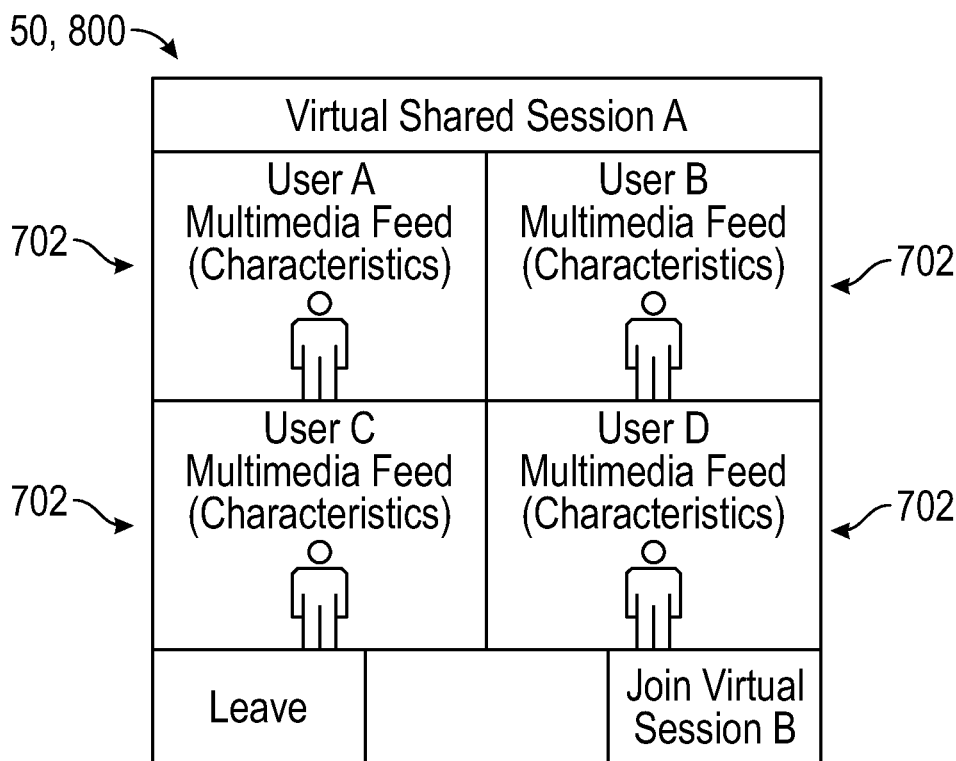 50, 800
Virtual Shared Session A
User A
Multimedia Feed
(Characteristics)
User B
Multimedia Feed
(Characteristics)
702
702
User C
Multimedia Feed
(Characteristics)
User D
Multimedia Feed
(Characteristics)
702
702
Leave
Join Virtual
Session B